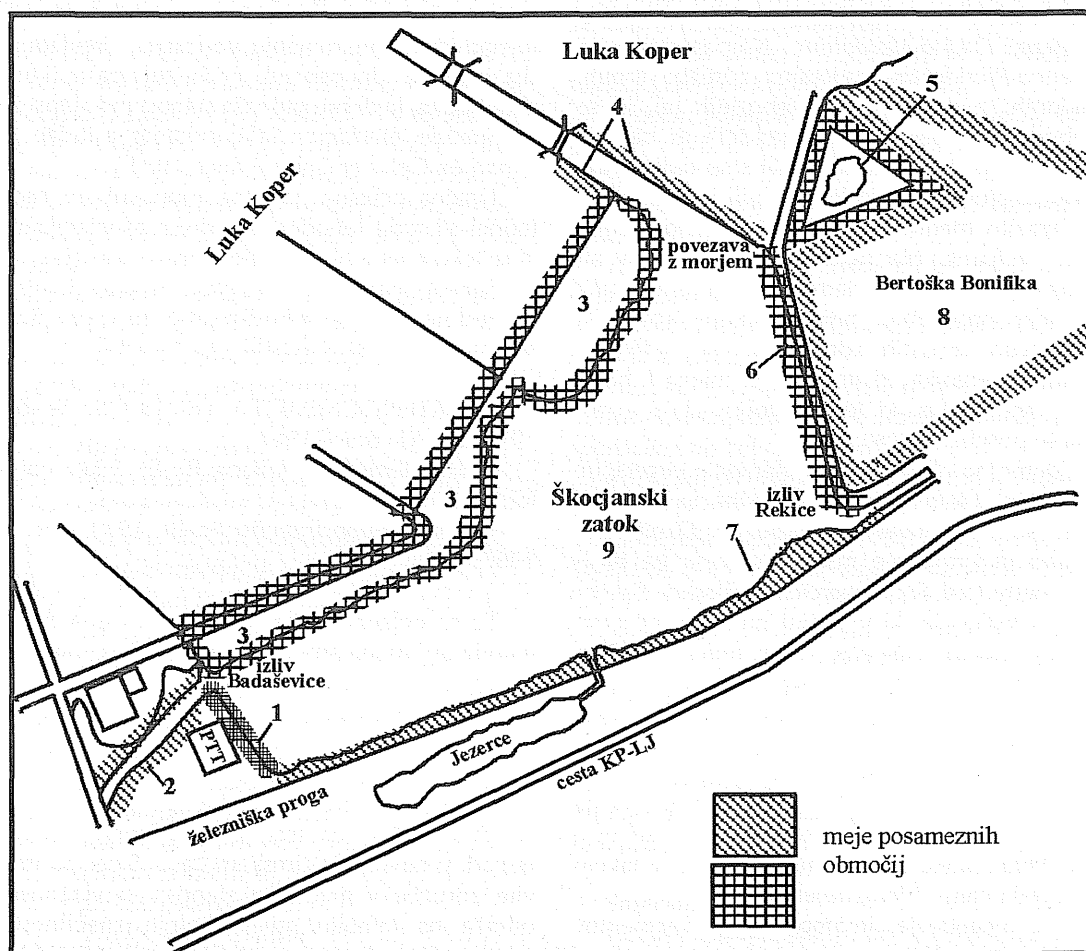 Luka Koper
4
5
Luka Koper
povezava
z morjem
3
Bertoška Bonifika
8
6
3
Škocjanski
zatok
9
izliv
Rekice
7
3
izliv
Badaševice
1
PTT
2
Jezerce
železniška proga
cesta KP-LJ
meje posameznih
območij